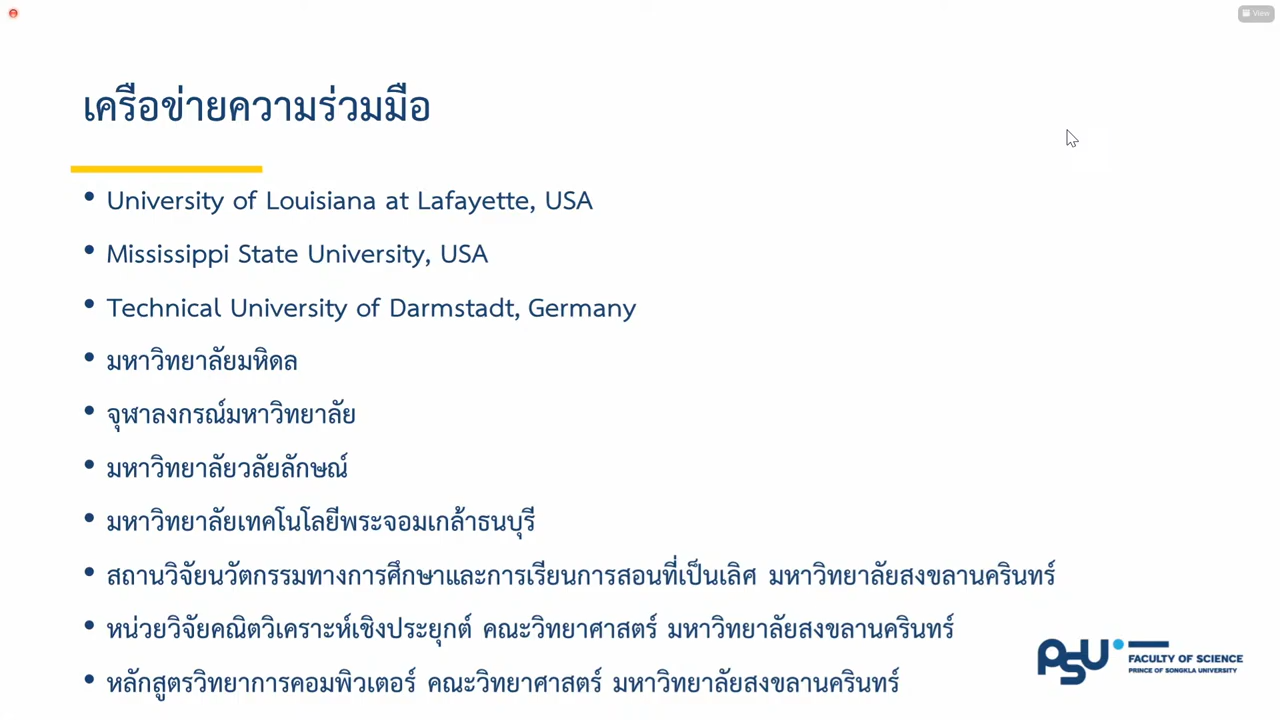 View
เครือข่ายความร่วมมือ
• University of Louisiana at Lafayette, USA
• Mississippi State University, USA
• Technical University of Darmstadt, Germany
• มหาวิทยาลัยมหิดล
• จุฬาลงกรณ์มหาวิทยาลัย
• มหาวิทยาลัยวลัยลักษณ์
• มหาวิทยาลัยเทคโนโลยีพระจอมเกล้าธนบุรี
• สถานวิจัยนวัตกรรมทางการศึกษาและการเรียนการสอนที่เป็นเลิศ มหาวิทยาลัยสงขลานครินทร์
• หน่วยวิจัยคณิตวิเคราะห์เชิงประยุกต์ คณะวิทยาศาสตร์ มหาวิทยาลัยสงขลานครินทร์
• หลักสูตรวิทยาการคอมพิวเตอร์ คณะวิทยาศาสตร์ มหาวิทยาลัยสงขลานครินทร์
PSU
FACULTY OF SCIENCE
PRINCE OF SONGKLA UNIVERSITY